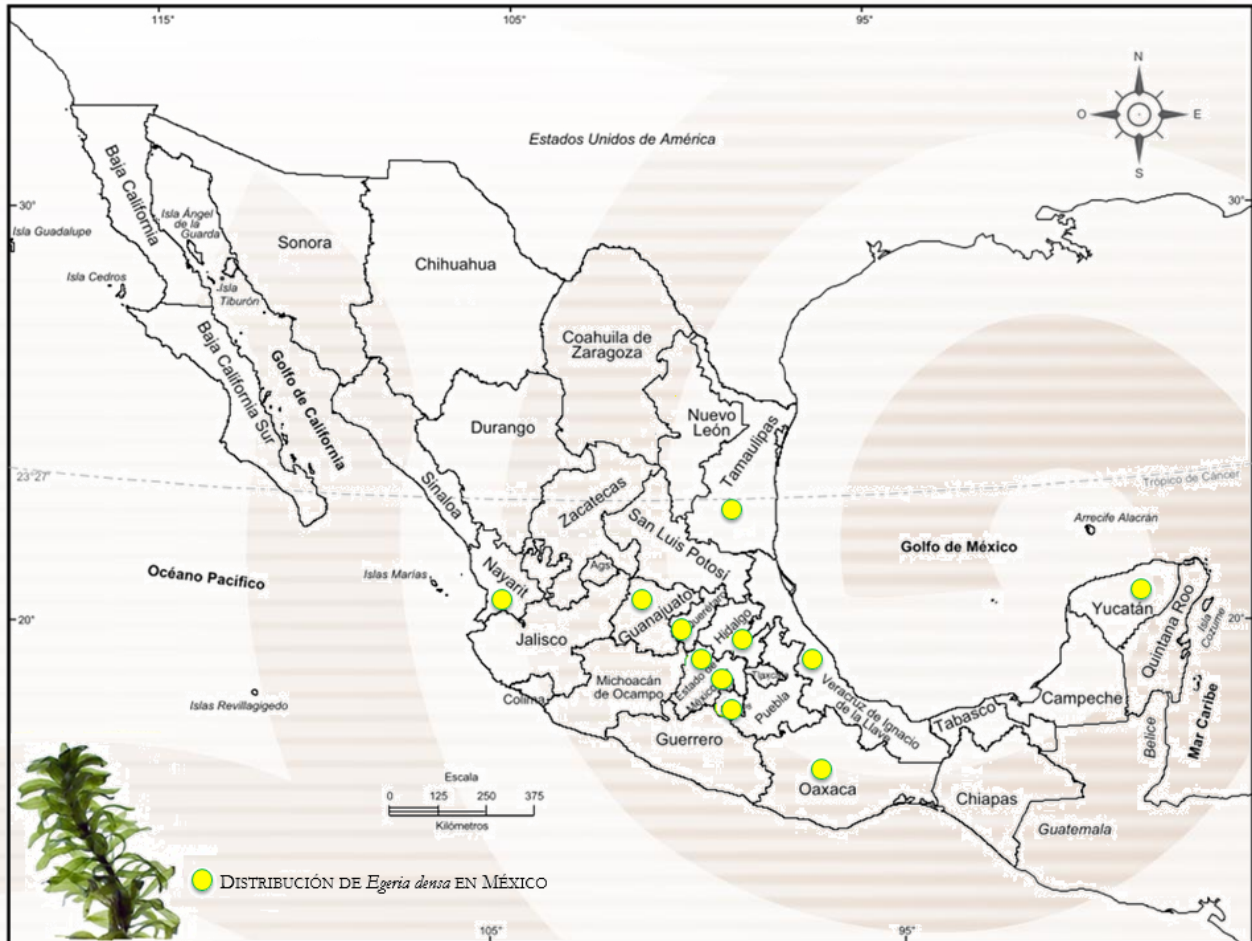 115°
105°
95°
N
O
E
S
Estados Unidos de América
30°
30°
Baja California
Isla Ángel
de la
Guarda
Isla Guadalupe
Sonora
Isla Cedros
Isla
Tiburón
Chihuahua
Coahuila de
Zaragoza
Baja California Sur
Golfo de California
Durango
Nuevo
León
Tamaulipas
23°27'
Tropico de Cáncer
Sinaloa
Zacatecas
San Luis Potosí
Arrecife Alacrán
Golfo de México
Océano Pacífico
Islas Marías
Nayarit
Ags
Yucatán
Quintana Roo
Isla
Cozume
20°
20°
Guanajuato
Querétaro
Hidalgo
Jalisco
Michoacán
de Ocampo
Estado de
México
Tlaxcala
Puebla
Veracruz de Ignacio
de la Llave
Colima
Campeche
Tabasco
Belice
Mar Caribe
Islas Revillagigedo
Guerrero
Oaxaca
Chiapas
Guatemala
Escala
0 125 250 375
Kilómetros
DISTRIBUCIÓN DE Egeria densa EN MÉXICO
105°
95°